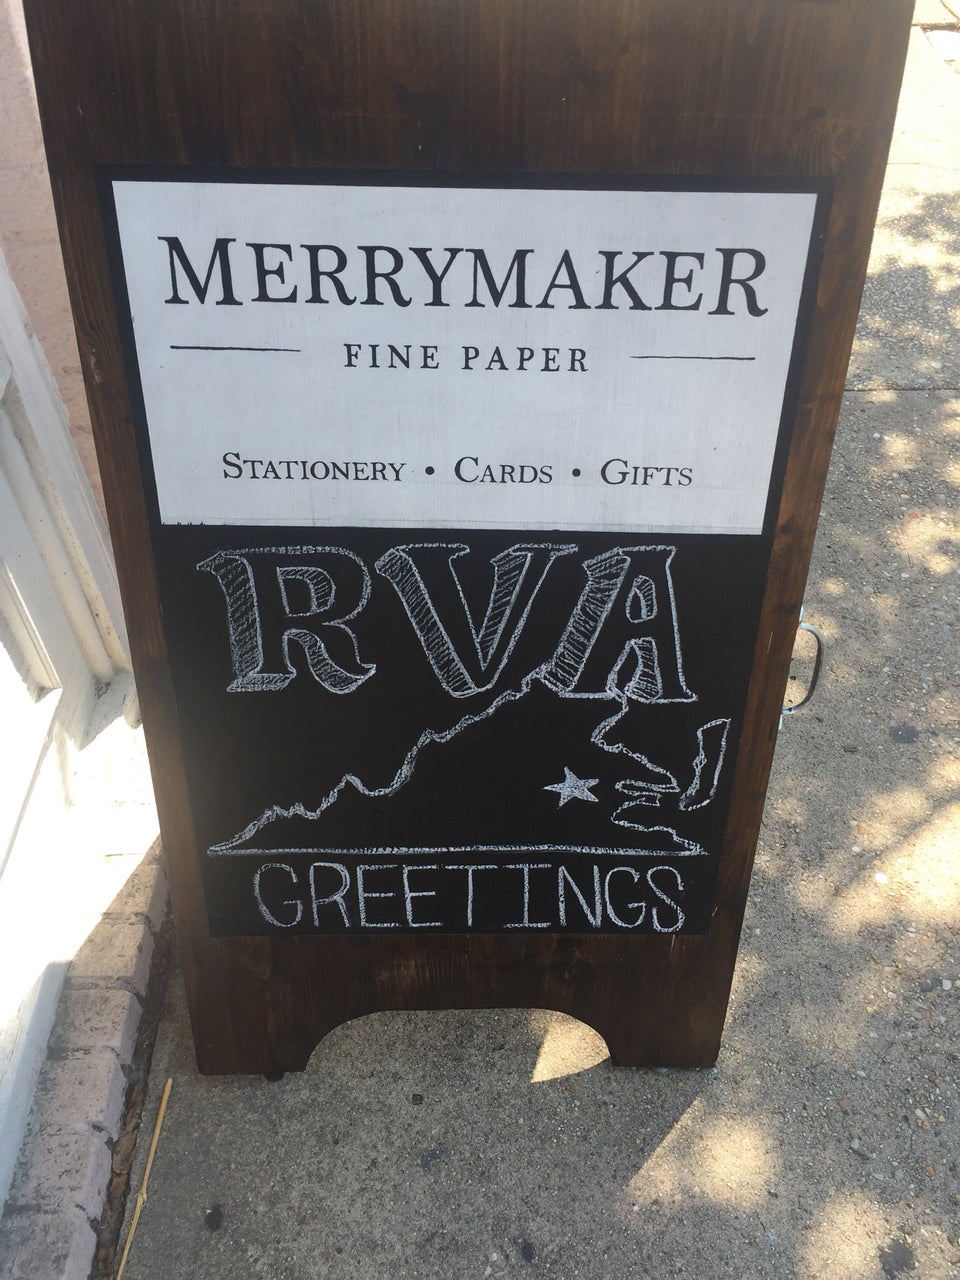 MERRYMAKER
FINE PAPER
STATIONERY • CARDS • GIFTS
RVA
GREETINGS